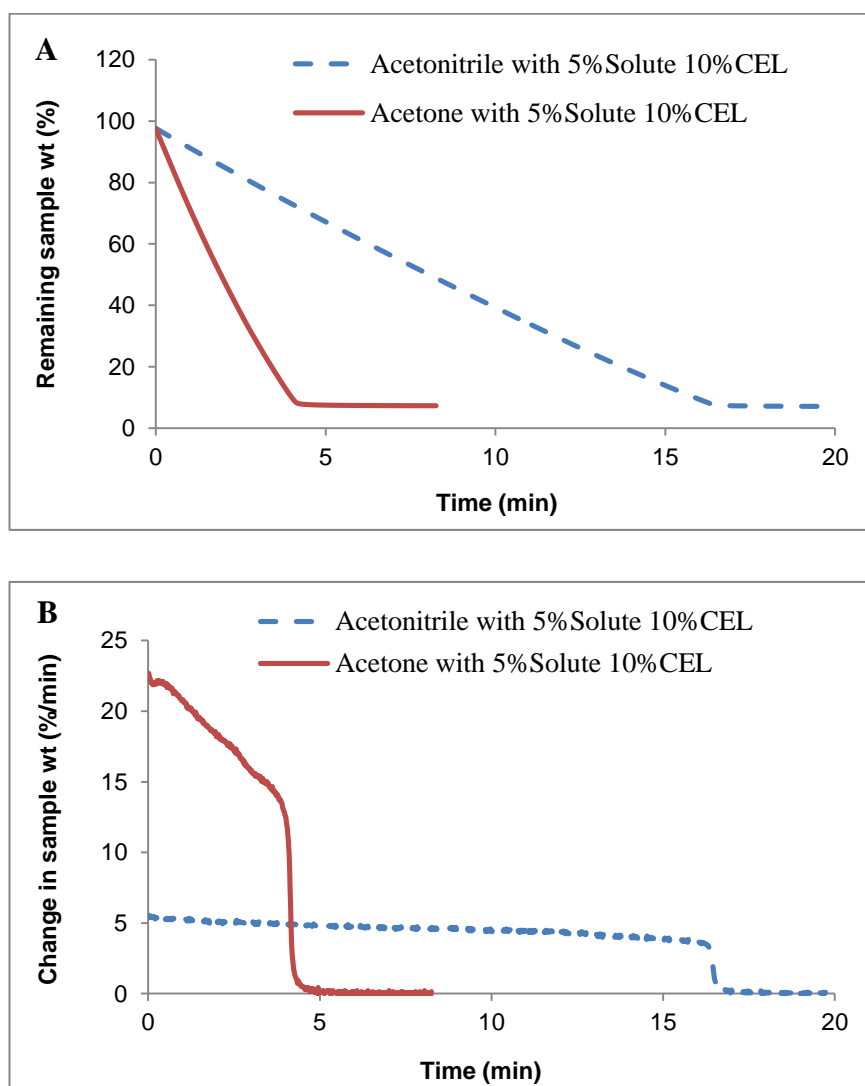 A
Acetonitrile with 5%Solute 10%CEL
Acetone with 5%Solute 10%CEL
Remaining sample wt (%)
120
100
80
60
40
20
0
0 5 10 15 20
Time (min)
B
Acetonitrile with 5%Solute 10%CEL
Acetone with 5%Solute 10%CEL
Change in sample wt (%/min)
25
20
15
10
5
0
0 5 10 15 20
Time (min)